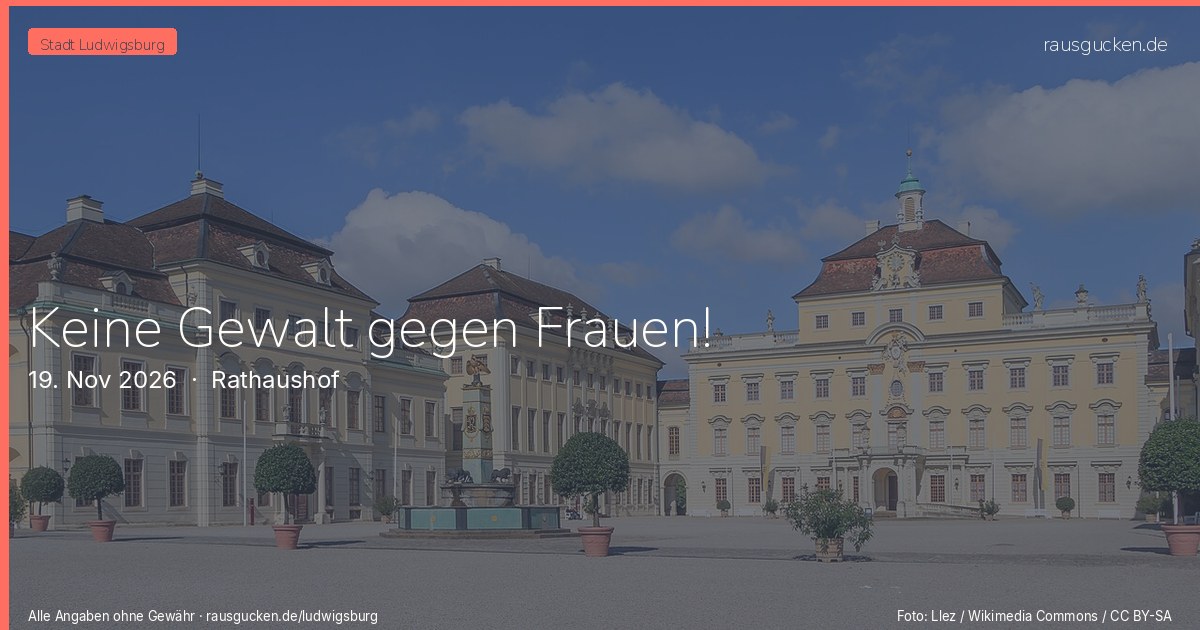 Stadt Ludwigsburg
rausgucken.de
Keine Gewalt gegen Frauen!
19. Nov 2026 · Rathaushof
Alle Angaben ohne Gewähr · rausgucken.de/ludwigsburg
Foto: Llez / Wikimedia Commons / CC BY-SA